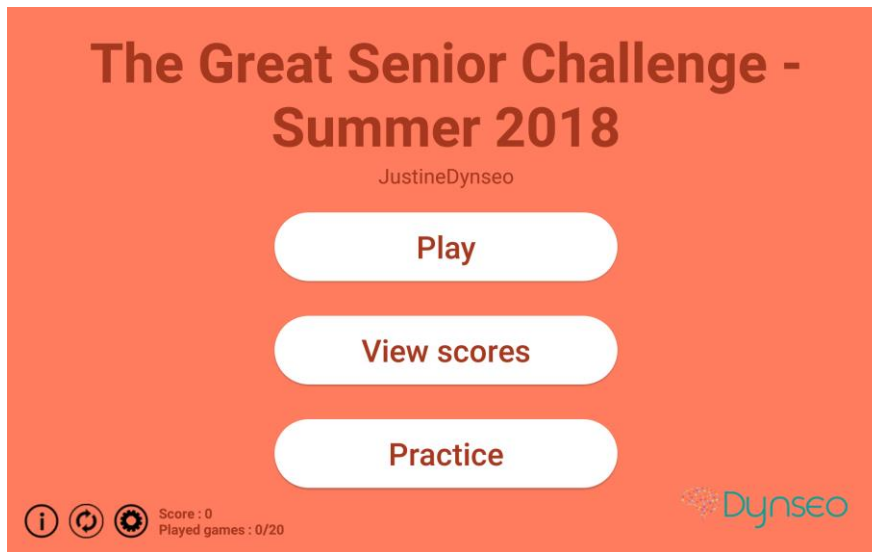 The Great Senior Challenge -
Summer 2018
JustineDynseo
Play
View scores
Practice
Score : 0
Played games : 0/20
Dynseo